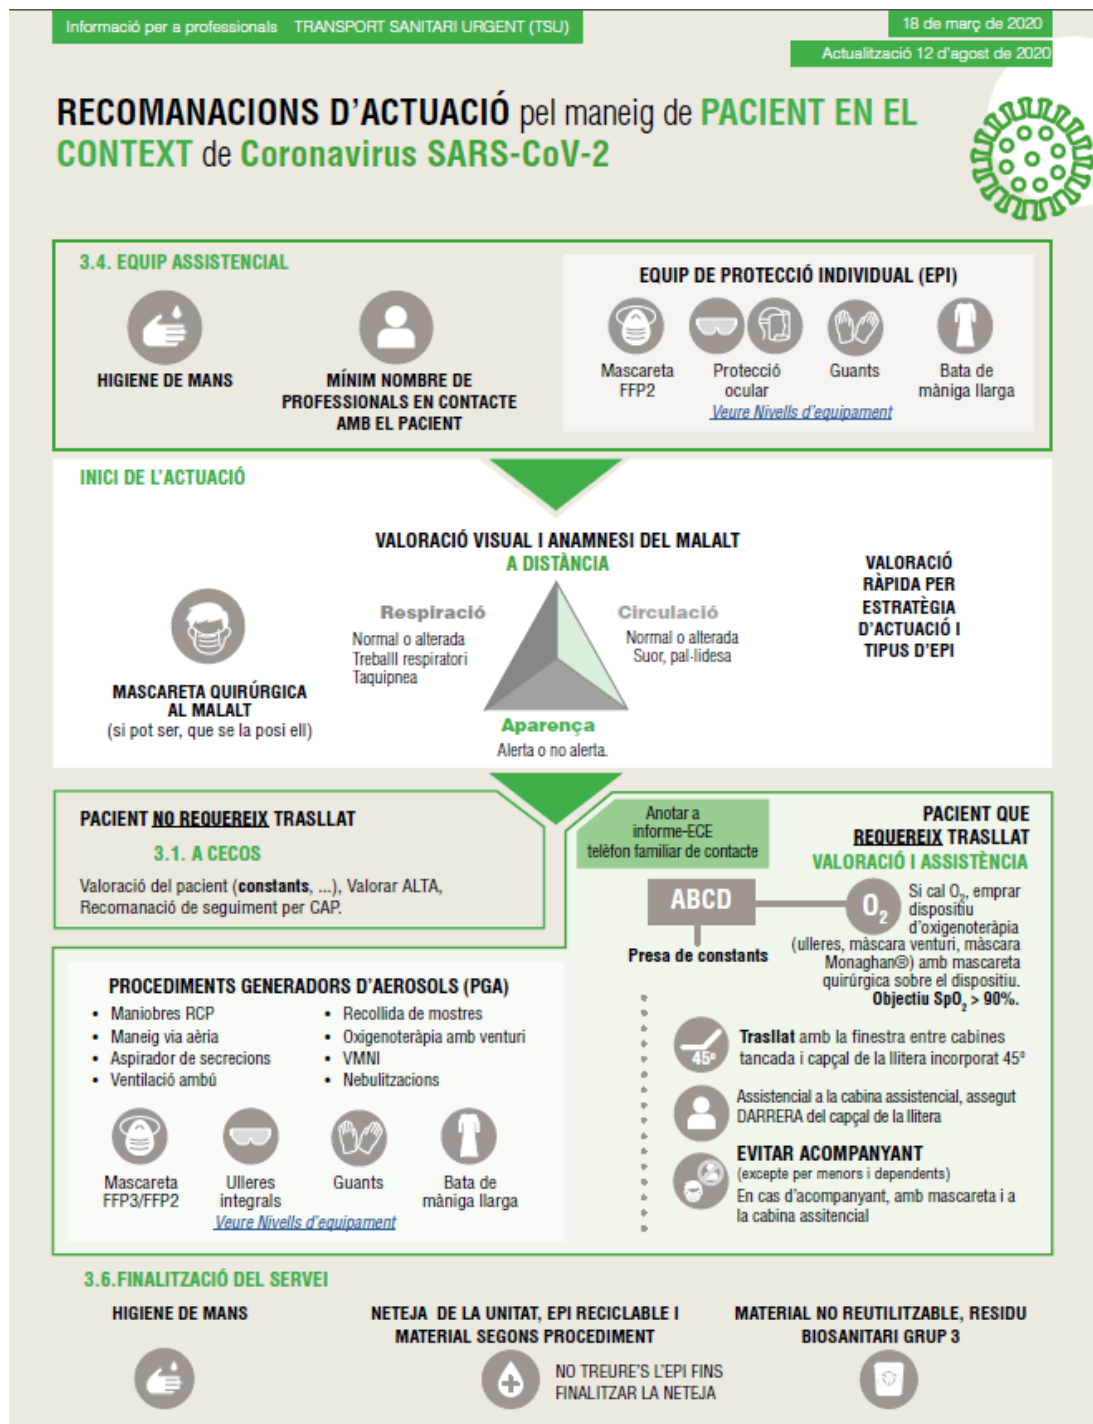 Informació per a professionals TRANSPORT SANITARI URGENT (TSU)
18 de març de 2020
Actualització 12 d'agost de 2020
RECOMANACIONS D'ACTUACIÓ pel maneig de PACIENT EN EL
CONTEXT de Coronavirus SARS-CoV-2
3.4. EQUIP ASSISTENCIAL
HIGIENE DE MANS
MÍNIM NOMBRE DE
PROFESSIONALS EN CONTACTE
AMB EL PACIENT
EQUIP DE PROTECCIÓ INDIVIDUAL (EPI)
Mascareta
FFP2
Protecció
ocular
Guants
Bata de
màniga llarga
Veure Nivells d'equipament
INICI DE L'ACTUACIÓ
VALORACIÓ VISUAL I ANAMNESI DEL MALALT
A DISTÀNCIA
MASCARETA QUIRÚRGICA
AL MALALT
(si pot ser, que se la posi ell)
Respiració
Normal o alterada
Treballl respiratori
Taquipnea
Circulació
Normal o alterada
Suor, pal·lidesa
Aparença
Alerta o no alerta.
VALORACIÓ
RÀPIDA PER
ESTRATÈGIA
D'ACTUACIÓ I
TIPUS D'EPI
PACIENT NO REQUEREIX TRASLLAT
3.1. A CECOS
Valoració del pacient (constants, ...), Valorar ALTA,
Recomanació de seguiment per CAP.
Anotar a
informe-ECE
telèfon familiar de contacte
PACIENT QUE
REQUEREIX TRASLLAT
VALORACIÓ I ASSISTÈNCIA
ABCD
Presa de constants
O2
Si cal O2, emprar
dispositiu
d'oxigenoteràpia
(ulleres, màscara venturi, màscara
Monaghan®) amb mascareta
quirúrgica sobre el dispositiu.
Objectiu SpO2 > 90%.
45º
Trasllat amb la finestra entre cabines
tancada i capçal de la llitera incorporat 45º
Assistencial a la cabina assistencial, assegut
DARRERA del capçal de la llitera
EVITAR ACOMPANYANT
(excepte per menors i dependents)
En cas d'acompanyant, amb mascareta i a
la cabina assitencial
PROCEDIMENTS GENERADORS D'AEROSOLS (PGA)
• Maniobres RCP
• Maneig via aèria
• Aspirador de secrecions
• Ventilació ambú
• Recollida de mostres
• Oxigenoteràpia amb venturi
• VMNI
• Nebulitzacions
Mascareta
FFP3/FFP2
Ulleres
integrals
Guants
Bata de
màniga llarga
Veure Nivells d'equipament
3.6.FINALITZACIÓ DEL SERVEI
HIGIENE DE MANS
NETEJA DE LA UNITAT, EPI RECICLABLE I
MATERIAL SEGONS PROCEDIMENT
NO TREURE'S L'EPI FINS
FINALITZAR LA NETEJA
MATERIAL NO REUTILITZABLE, RESIDU
BIOSANITARI GRUP 3